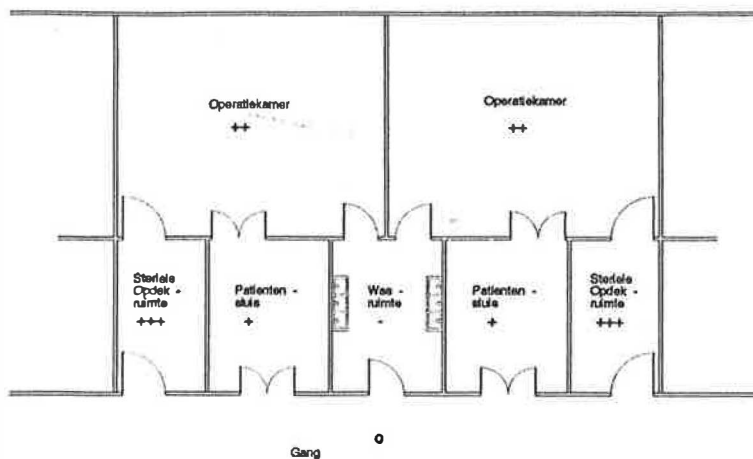 Operatiekamer
++
Operatiekamer
++
Steriele
Opdek -
ruimte
+++
Patienten -
sluis
+
Was
ruimte
-
Patienten -
sluis
+
Steriele
Opdek -
ruimte
+++
o
Gang